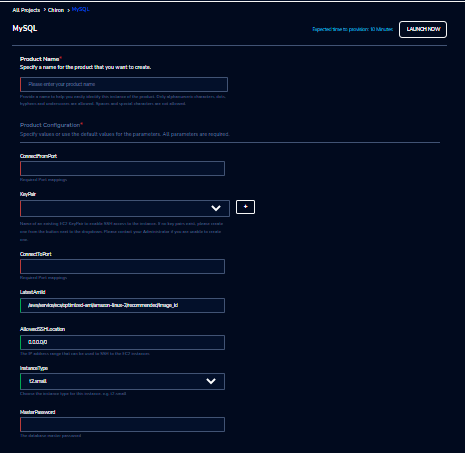 All Projects > Chiron > MySQL
MySQL
Expected time to provision: 10 Minutes
LAUNCH NOW
Product Name*
Specify a name for the product that you want to create.
Please enter your product name
Provide a name to help you easily identify this instance of the product. Only alphanumeric characters, dots,
hyphens and underscores are allowed. Spaces and special characters are not allowed.
Product Configuration*
Specify values or use the default values for the parameters. All parameters are required.
ConnectFromPort
Required Port mappings
KeyPair
+
Name of an existing EC2 KeyPair to enable SSH access to the instance. If no key pairs exist, please create
one from the button next to the dropdown. Please contact your Administrator if you are unable to create
one.
ConnectToPort
Required Port mappings
LatestAmiId
/aws/service/ecs/optimized-ami/amazon-linux-2/recommended/image_id
AllowedSSHLocation
0.0.0.0/0
The IP address range that can be used to SSH to the EC2 instances
InstanceType
t2.small
Choose the instance type for the instance. e.g. t2.small
MasterPassword
The database master password